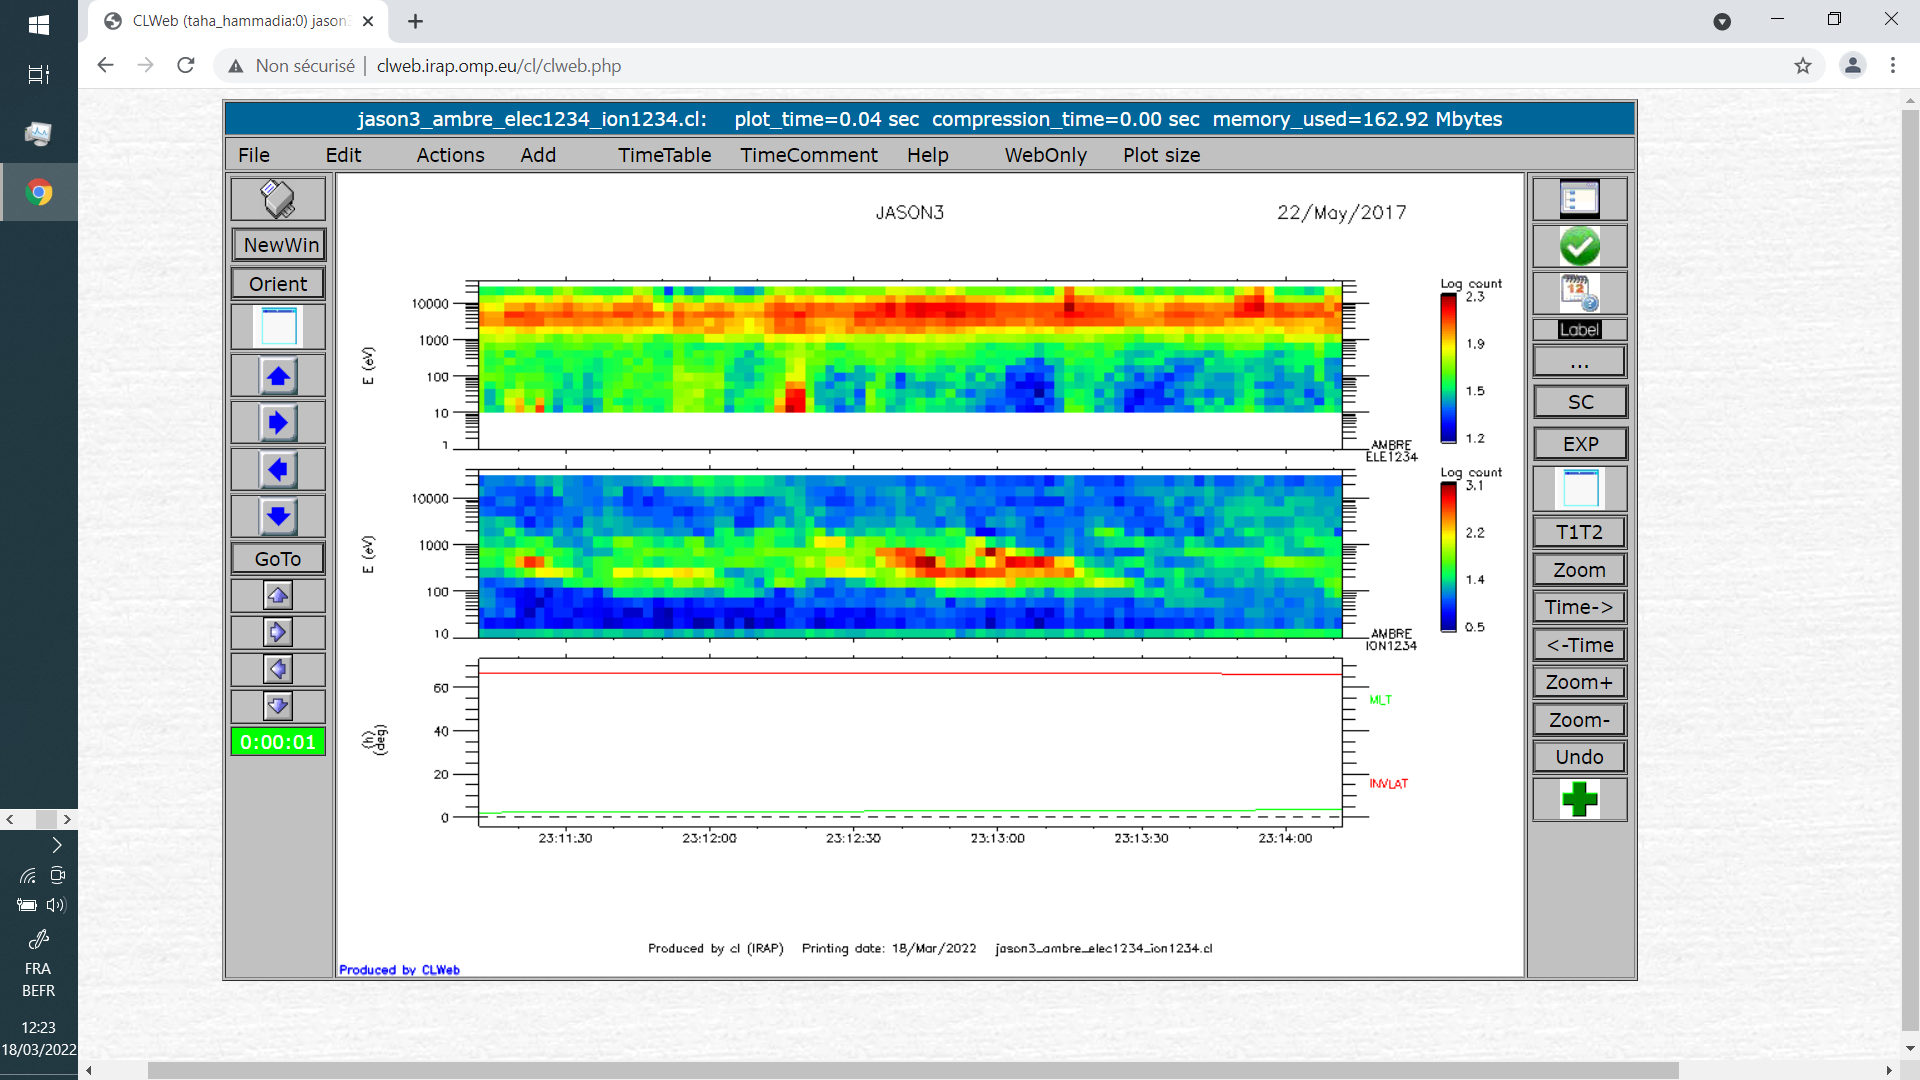 CLWeb (taha_hammadia:0) jason3
Non sécurisé | clweb.irap.omp.eu/cl/clweb.php
jason3_ambre_elec1234_ion1234.cl: plot_time=0.04 sec compression_time=0.00 sec memory_used=162.92 Mbytes
File Edit Actions Add TimeTable TimeComment Help WebOnly Plot size
NewWin
Orient
GoTo
0:00:01
JASON3 22/May/2017
10000
1000
100
10
1
E (eV)
Log count
2.3
1.9
1.5
1.2
AMBRE
ELE1234
10000
1000
100
10
E (eV)
Log count
3.1
2.2
1.4
0.5
AMBRE
ION1234
60
40
20
0
(h)
(deg)
MLT
INVLAT
23:11:30 23:12:00 23:12:30 23:13:00 23:13:30 23:14:00
Produced by cl (IRAP) Printing date: 18/Mar/2022 jason3_ambre_elec1234_ion1234.cl
Produced by CLWeb
12
Label
...
SC
EXP
T1T2
Zoom
Time->
<-Time
Zoom+
Zoom-
Undo
FRA
BEFR
12:23
18/03/2022